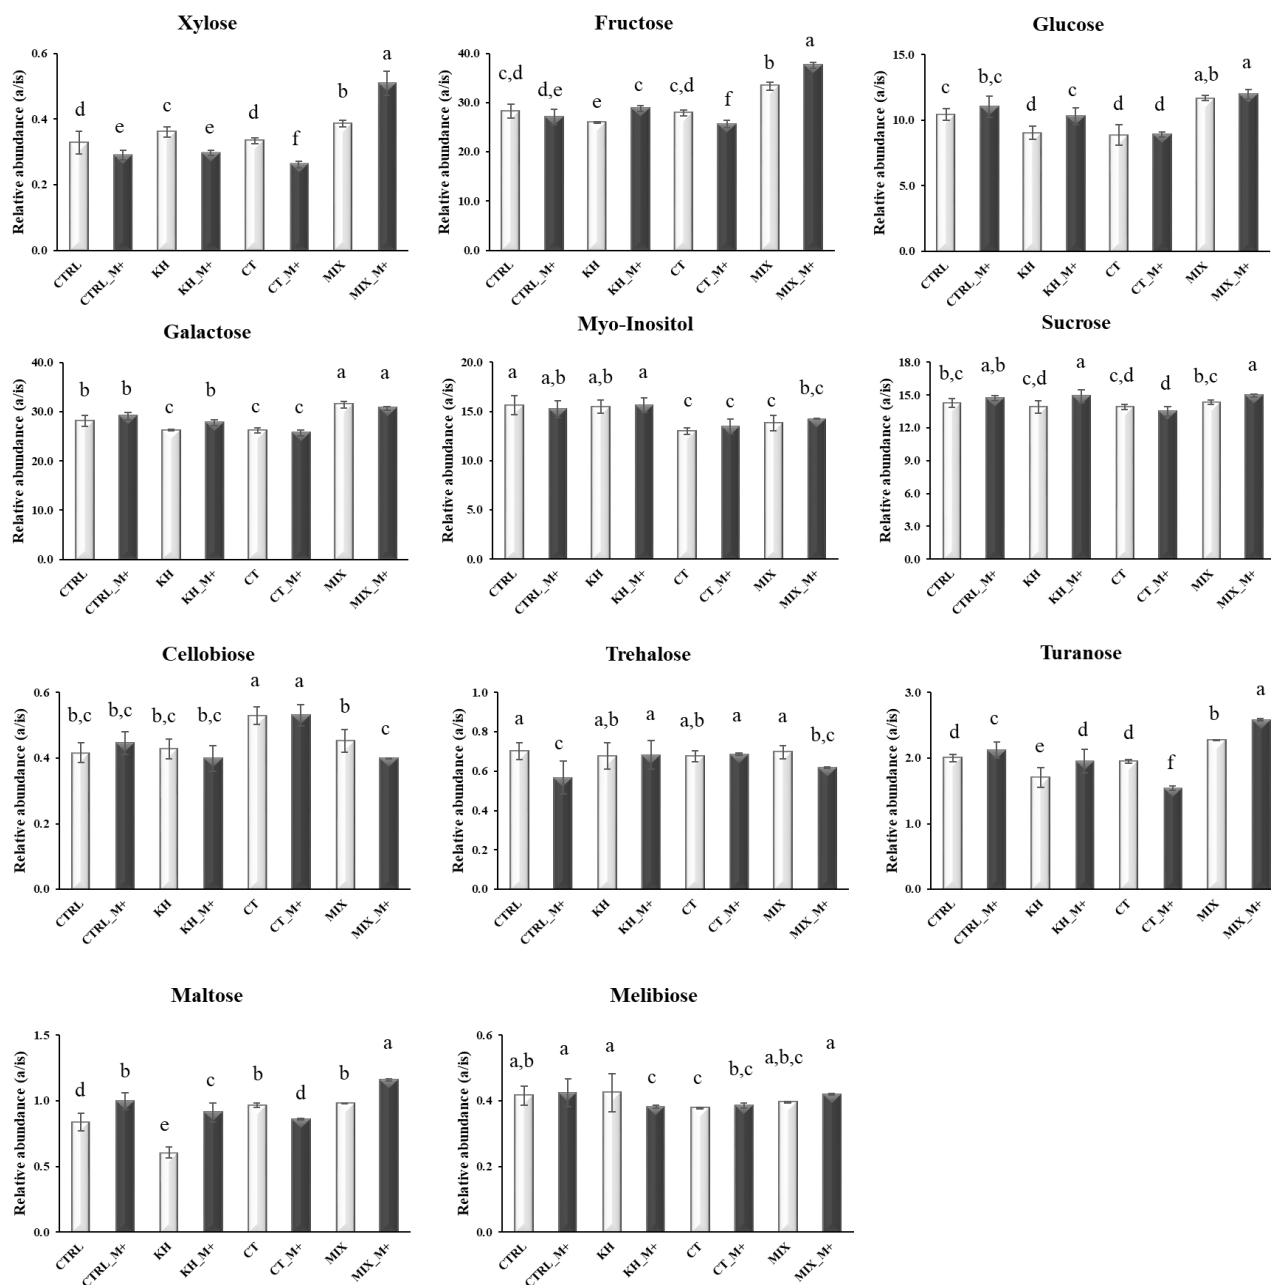 Xylose
Relative abundance (a/is)
0.6
0.4
0.2
0.0
d
e
c
e
d
f
b
a
CTRL
CTRL_M+
KH
KH_M+
CT
CT_M+
MIX
MIX_M+
Fructose
Relative abundance (a/is)
40.0
30.0
20.0
10.0
0.0
c,d
d,e
e
c
c,d
f
b
a
CTRL
CTRL_M+
KH
KH_M+
CT
CT_M+
MIX
MIX_M+
Glucose
Relative abundance (a/is)
15.0
10.0
5.0
0.0
c
b,c
d
c
d
d
a,b
a
CTRL
CTRL_M+
KH
KH_M+
CT
CT_M+
MIX
MIX_M+
Galactose
Relative abundance (a/is)
40.0
30.0
20.0
10.0
0.0
b
b
c
b
c
c
a
a
CTRL
CTRL_M+
KH
KH_M+
CT
CT_M+
MIX
MIX_M+
Myo-Inositol
Relative abundance (a/is)
20.0
15.0
10.0
5.0
0.0
a
a,b
a,b
a
c
c
c
b,c
CTRL
CTRL_M+
KH
KH_M+
CT
CT_M+
MIX
MIX_M+
Sucrose
Relative abundance (a/is)
18.0
15.0
12.0
9.0
6.0
3.0
0.0
b,c
a,b
c,d
a
c,d
d
b,c
a
CTRL
CTRL_M+
KH
KH_M+
CT
CT_M+
MIX
MIX_M+
Cellobiose
Relative abundance (a/is)
0.6
0.4
0.2
0.0
b,c
b,c
b,c
b,c
a
a
b
c
CTRL
CTRL_M+
KH
KH_M+
CT
CT_M+
MIX
MIX_M+
Trehalose
Relative abundance (a/is)
1.0
0.8
0.6
0.4
0.2
0.0
a
c
a,b
a
a,b
a
a
b,c
CTRL
CTRL_M+
KH
KH_M+
CT
CT_M+
MIX
MIX_M+
Turanose
Relative abundance (a/is)
3.0
2.0
1.0
0.0
d
c
e
d
d
f
b
a
CTRL
CTRL_M+
KH
KH_M+
CT
CT_M+
MIX
MIX_M+
Maltose
Relative abundance (a/is)
1.5
1.0
0.5
0.0
d
b
e
c
b
d
b
a
CTRL
CTRL_M+
KH
KH_M+
CT
CT_M+
MIX
MIX_M+
Melibiose
Relative abundance (a/is)
0.6
0.4
0.2
0.0
a,b
a
a
c
c
b,c
a,b,c
a
CTRL
CTRL_M+
KH
KH_M+
CT
CT_M+
MIX
MIX_M+